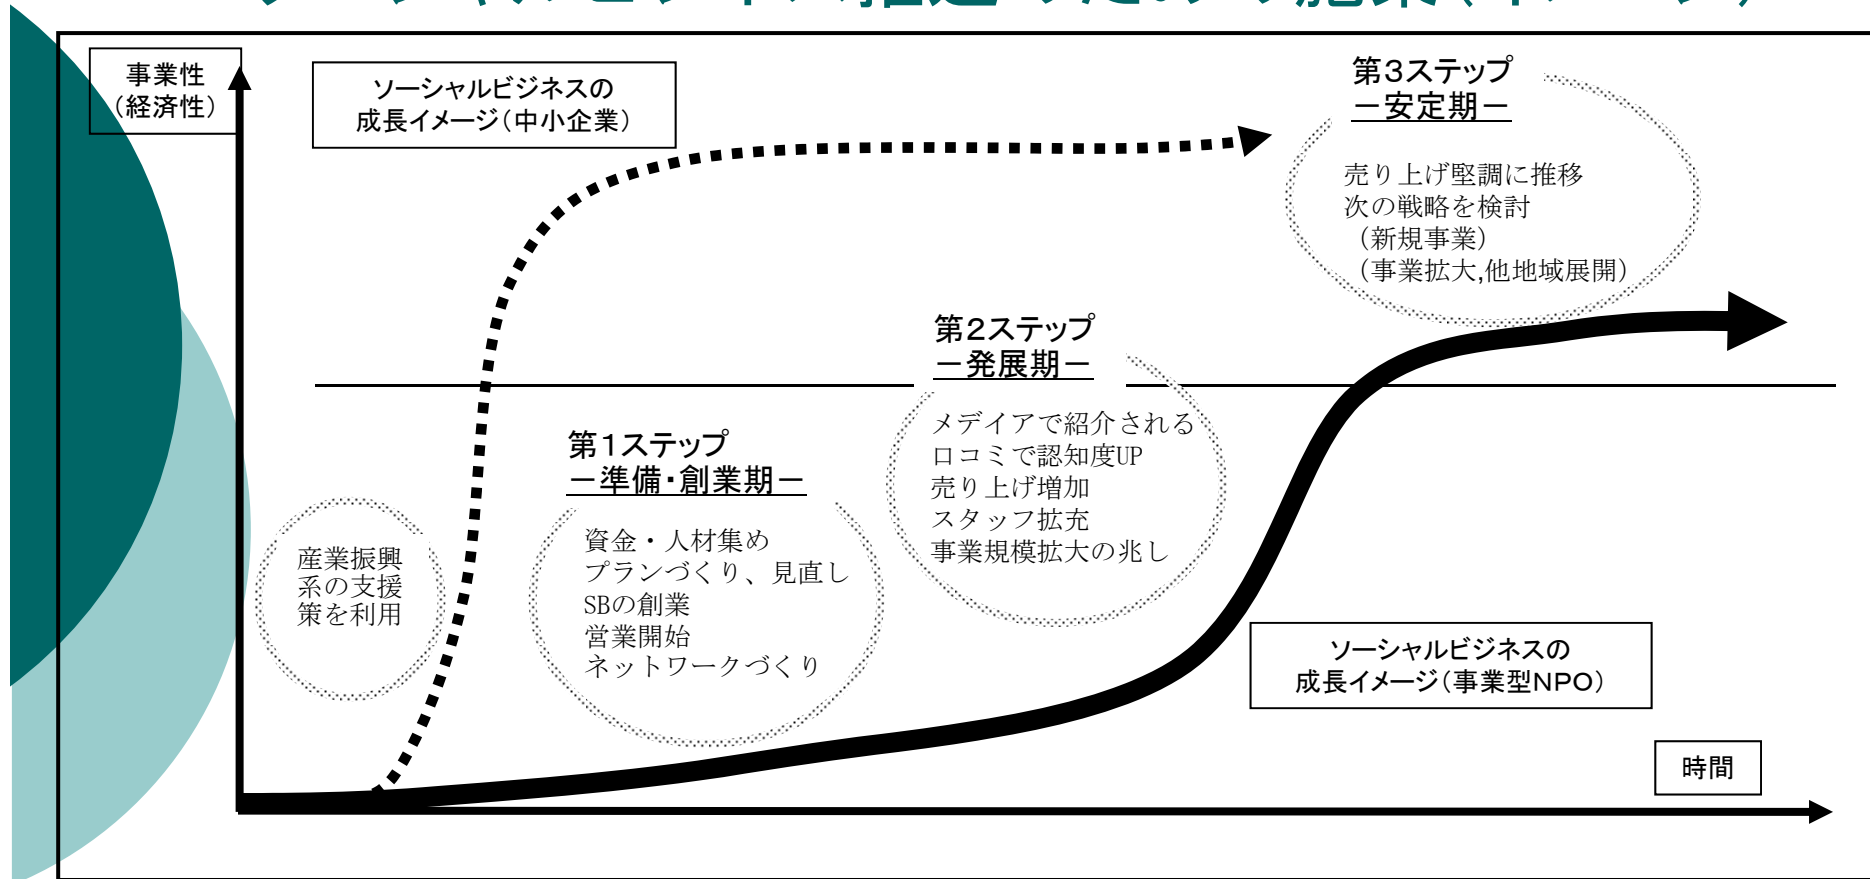 事業性
（経済性）
ソーシャルビジネスの
成長イメージ（中小企業）
第３ステップ
－安定期－
売り上げ堅調に推移
次の戦略を検討
（新規事業）
（事業拡大,他地域展開）
第２ステップ
－発展期－
メデイアで紹介される
口コミで認知度UP
売り上げ増加
スタッフ拡充
事業規模拡大の兆し
第１ステップ
－準備・創業期－
資金・人材集め
プランづくり、見直し
SBの創業
営業開始
ネットワークづくり
産業振興
系の支援
策を利用
ソーシャルビジネスの
成長イメージ（事業型ＮＰＯ）
時間